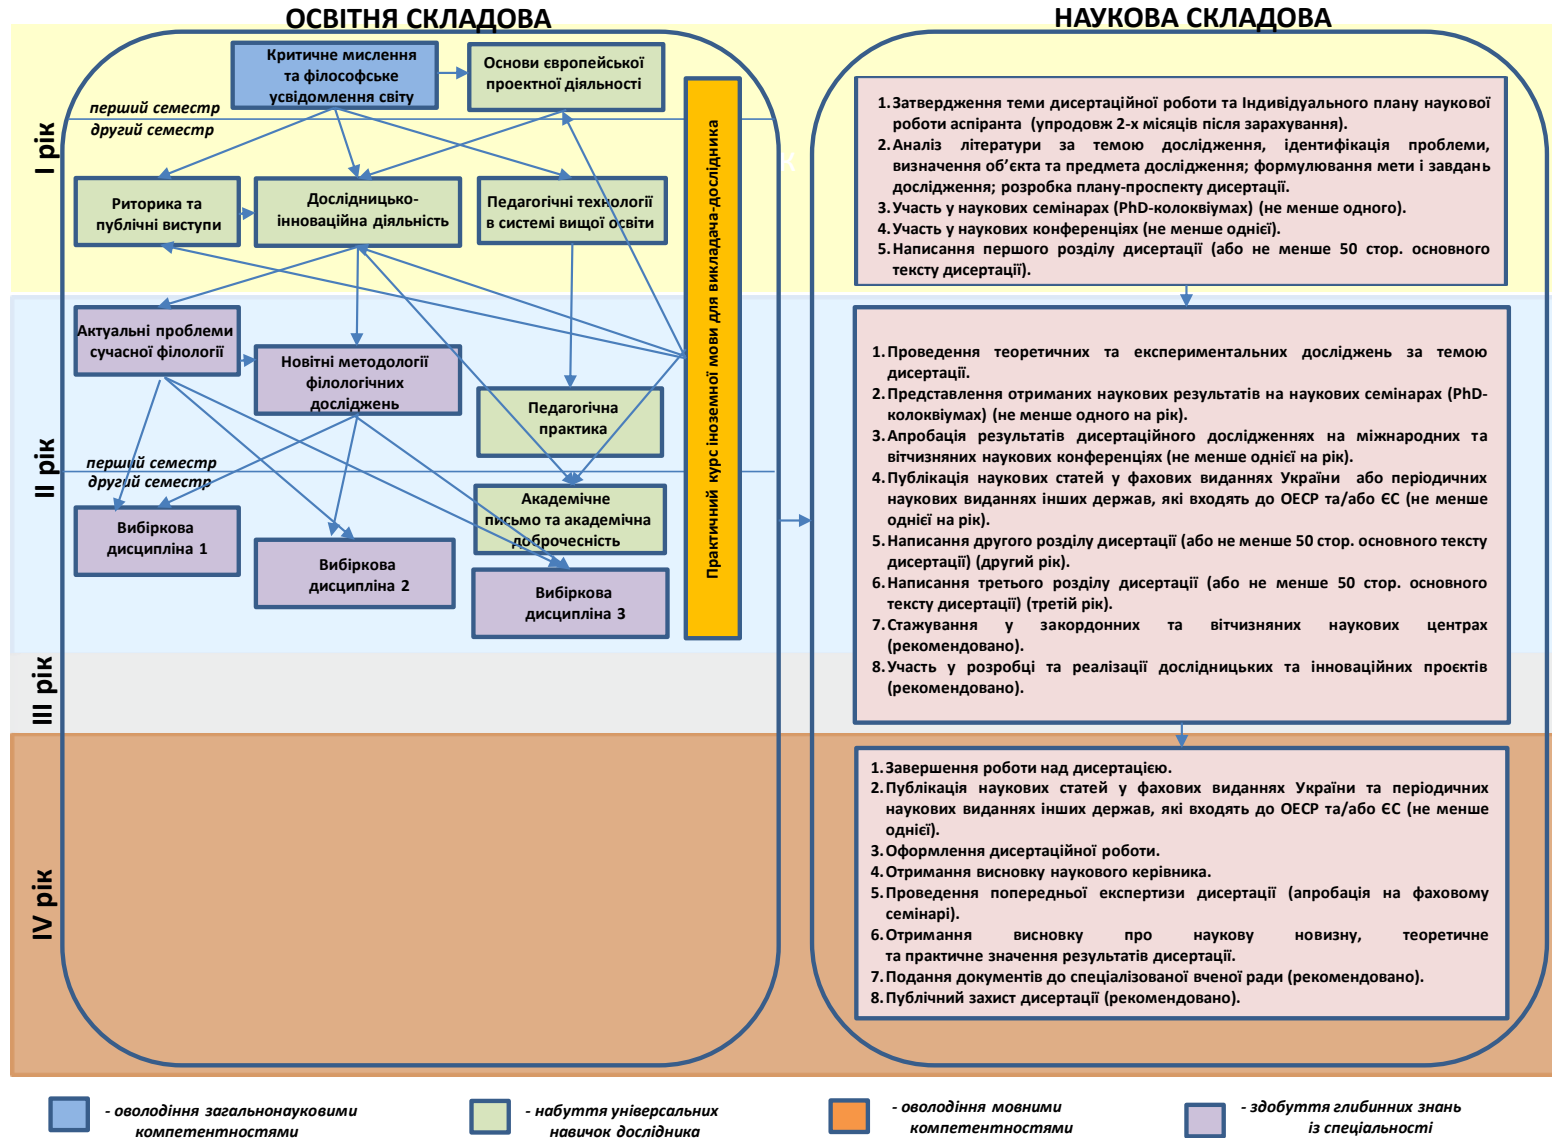 ОСВІТНЯ СКЛАДОВА
НАУКОВА СКЛАДОВА
І рік
Критичне мислення
та філософське
усвідомлення світу
Основи європейської
проектної діяльності
перший семестр
другий семестр
Риторика та
публічні виступи
Дослідницько-
інноваційна діяльність
Педагогічні технології
в системі вищої освіти
Практичний курс іноземної мови для викладача-дослідника
ІІ рік
Актуальні проблеми
сучасної філології
Новітні методології
філологічних
досліджень
Педагогічна
практика
перший семестр
другий семестр
Вибіркова
дисципліна 1
Вибіркова
дисципліна 2
Академічне
письмо та академічна
доброчесність
Вибіркова
дисципліна 3
ІІІ рік
IV рік
1. Затвердження теми дисертаційної роботи та Індивідуального плану наукової
роботи аспіранта (упродовж 2-х місяців після зарахування).
2. Аналіз літератури за темою дослідження, ідентифікація проблеми,
визначення об’єкта та предмета дослідження; формулювання мети і завдань
дослідження; розробка плану-проспекту дисертації.
3. Участь у наукових семінарах (PhD-колоквіумах) (не менше одного).
4. Участь у наукових конференціях (не менше однієї).
5. Написання першого розділу дисертації (або не менше 50 стор. основного
тексту дисертації).
1. Проведення теоретичних та експериментальних досліджень за темою
дисертації.
2. Представлення отриманих наукових результатів на наукових семінарах (PhD-
колоквіумах) (не менше одного на рік).
3. Апробація результатів дисертаційного дослідженнях на міжнародних та
вітчизняних наукових конференціях (не менше однієї на рік).
4. Публікація наукових статей у фахових виданнях України або періодичних
наукових виданнях інших держав, які входять до ОЕСР та/або ЄС (не менше
однієї на рік).
5. Написання другого розділу дисертації (або не менше 50 стор. основного тексту
дисертації) (другий рік).
6. Написання третього розділу дисертації (або не менше 50 стор. основного
тексту дисертації) (третій рік).
7. Стажування у закордонних та вітчизняних наукових центрах
(рекомендовано).
8. Участь у розробці та реалізації дослідницьких та інноваційних проєктів
(рекомендовано).
1. Завершення роботи над дисертацією.
2. Публікація наукових статей у фахових виданнях України та періодичних
наукових виданнях інших держав, які входять до ОЕСР та/або ЄС (не менше
однієї).
3. Оформлення дисертаційної роботи.
4. Отримання висновку наукового керівника.
5. Проведення попередньої експертизи дисертації (апробація на фаховому
семінарі).
6. Отримання висновку про наукову новизну, теоретичне
та практичне значення результатів дисертації.
7. Подання документів до спеціалізованої вченої ради (рекомендовано).
8. Публічний захист дисертації (рекомендовано).
- оволодіння загальнонауковими
компетентностями
- набуття універсальних
навичок дослідника
- оволодіння мовними
компетентностями
- здобуття глибинних знань
із спеціальності